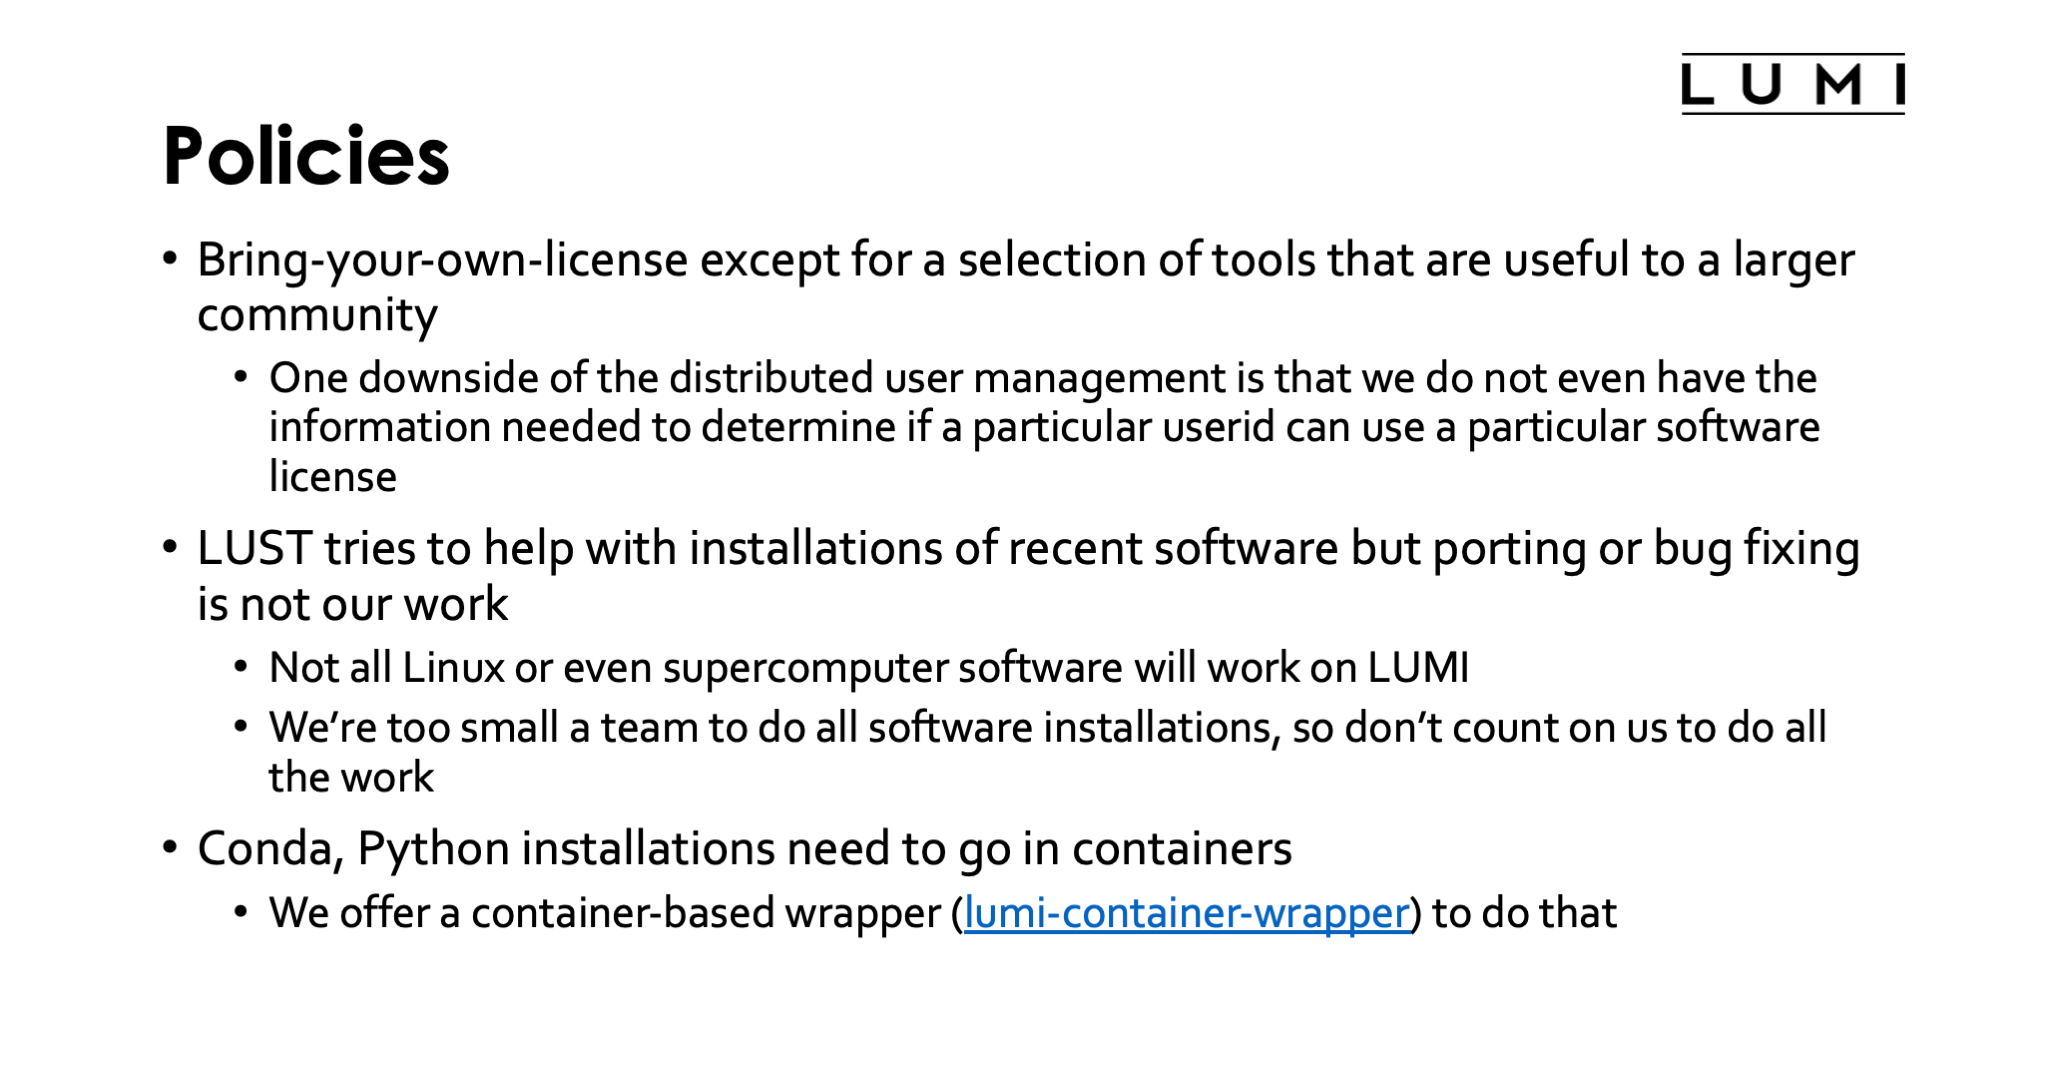 LUMI
Policies
• Bring-your-own-license except for a selection of tools that are useful to a larger
community
• One downside of the distributed user management is that we do not even have the
information needed to determine if a particular userid can use a particular software
license
• LUST tries to help with installations of recent software but porting or bug fixing
is not our work
• Not all Linux or even supercomputer software will work on LUMI
• We’re too small a team to do all software installations, so don’t count on us to do all
the work
• Conda, Python installations need to go in containers
• We offer a container-based wrapper (lumi-container-wrapper) to do that